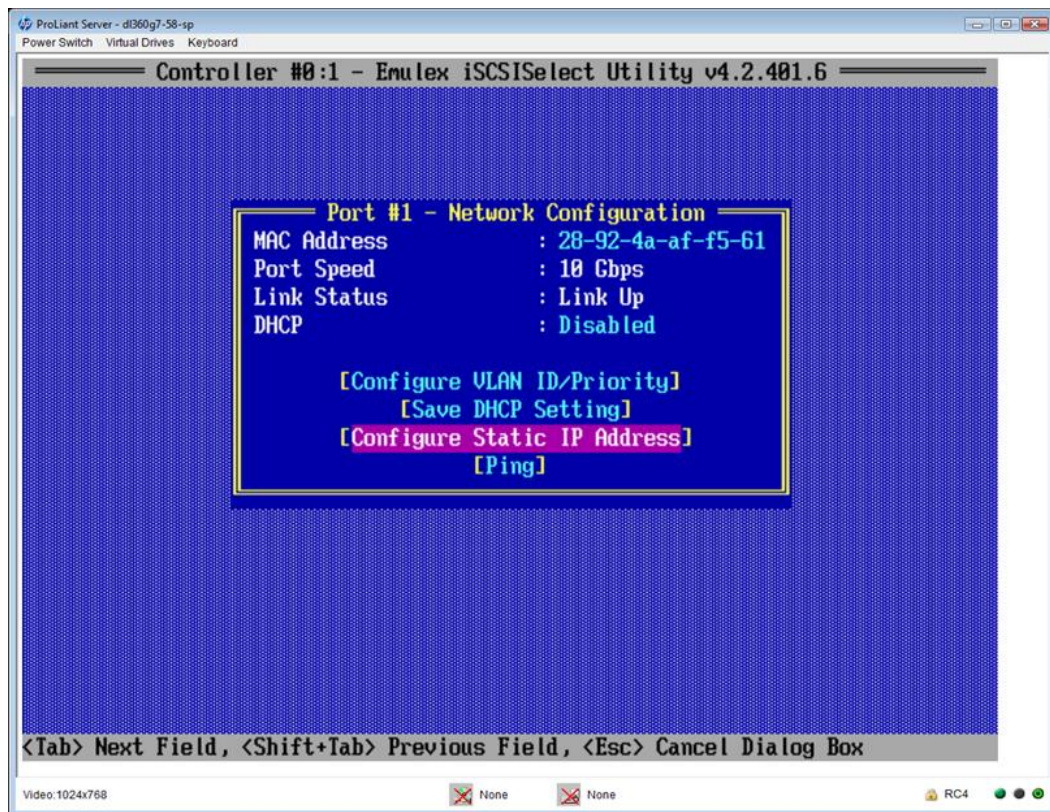 ProLiant Server - dl360g7-58-sp
Power Switch Virtual Drives Keyboard
Controller #0:1 - Emulex iSCSISelect Utility v4.2.401.6
Port #1 - Network Configuration
MAC Address : 28-92-4a-af-f5-61
Port Speed : 10 Gbps
Link Status : Link Up
DHCP : Disabled
[Configure VLAN ID/Priority]
[Save DHCP Setting]
[Configure Static IP Address]
[Ping]
<Tab> Next Field, <Shift+Tab> Previous Field, <Esc> Cancel Dialog Box
Video:1024x768 None None RC4